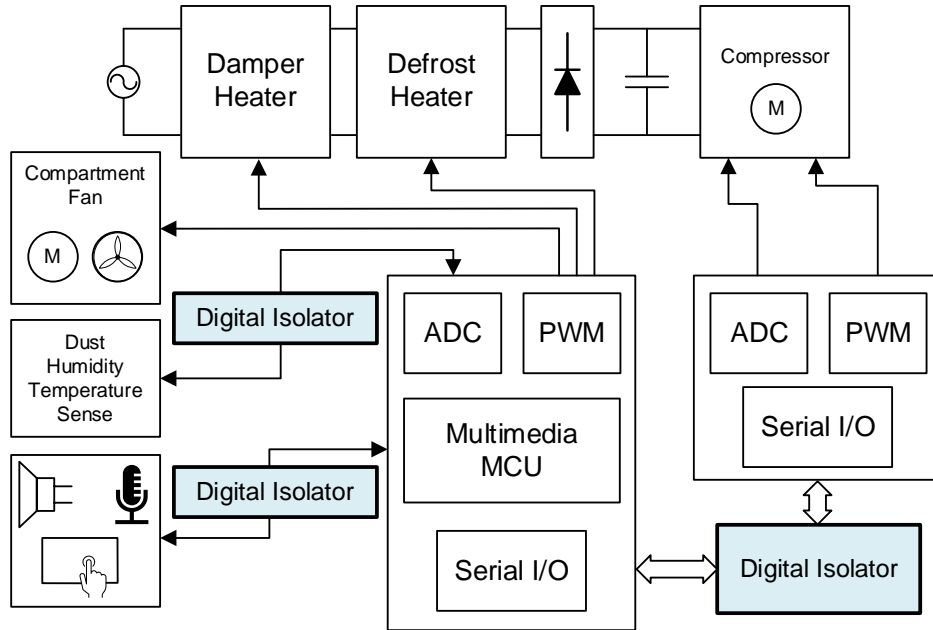 Damper
Heater
Defrost
Heater
Compressor
M
Compartment
Fan
M
Digital Isolator
Dust
Humidity
Temperature
Sense
ADC
PWM
ADC
PWM
Multimedia
MCU
Serial I/O
Digital Isolator
Serial I/O
Digital Isolator